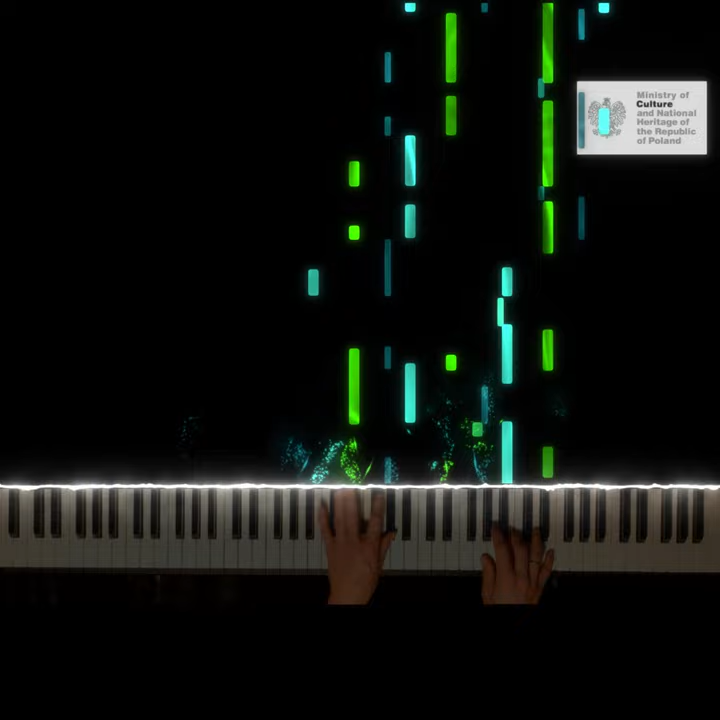 Ministry of
Culture
and National
Heritage of
the Republic
of Poland